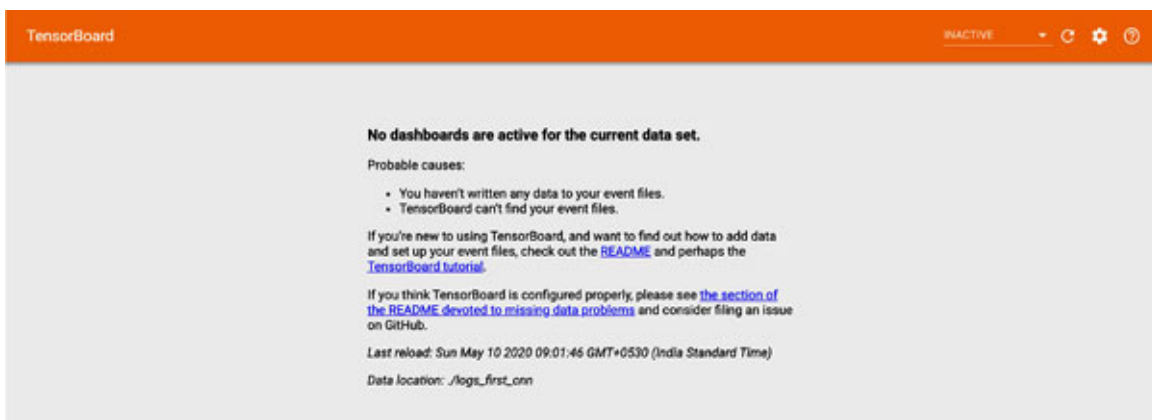 TensorBoard
INACTIVE
No dashboards are active for the current data set.
Probable causes:
• You haven't written any data to your event files.
• TensorBoard can't find your event files.
If you're new to using TensorBoard, and want to find out how to add data
and set up your event files, check out the README and perhaps the
TensorBoard tutorial.
If you think TensorBoard is configured properly, please see the section of
the README devoted to missing data problems and consider filing an issue
on GitHub.
Last reload: Sun May 10 2020 09:01:46 GMT+0530 (India Standard Time)
Data location: ./logs_first_cnn